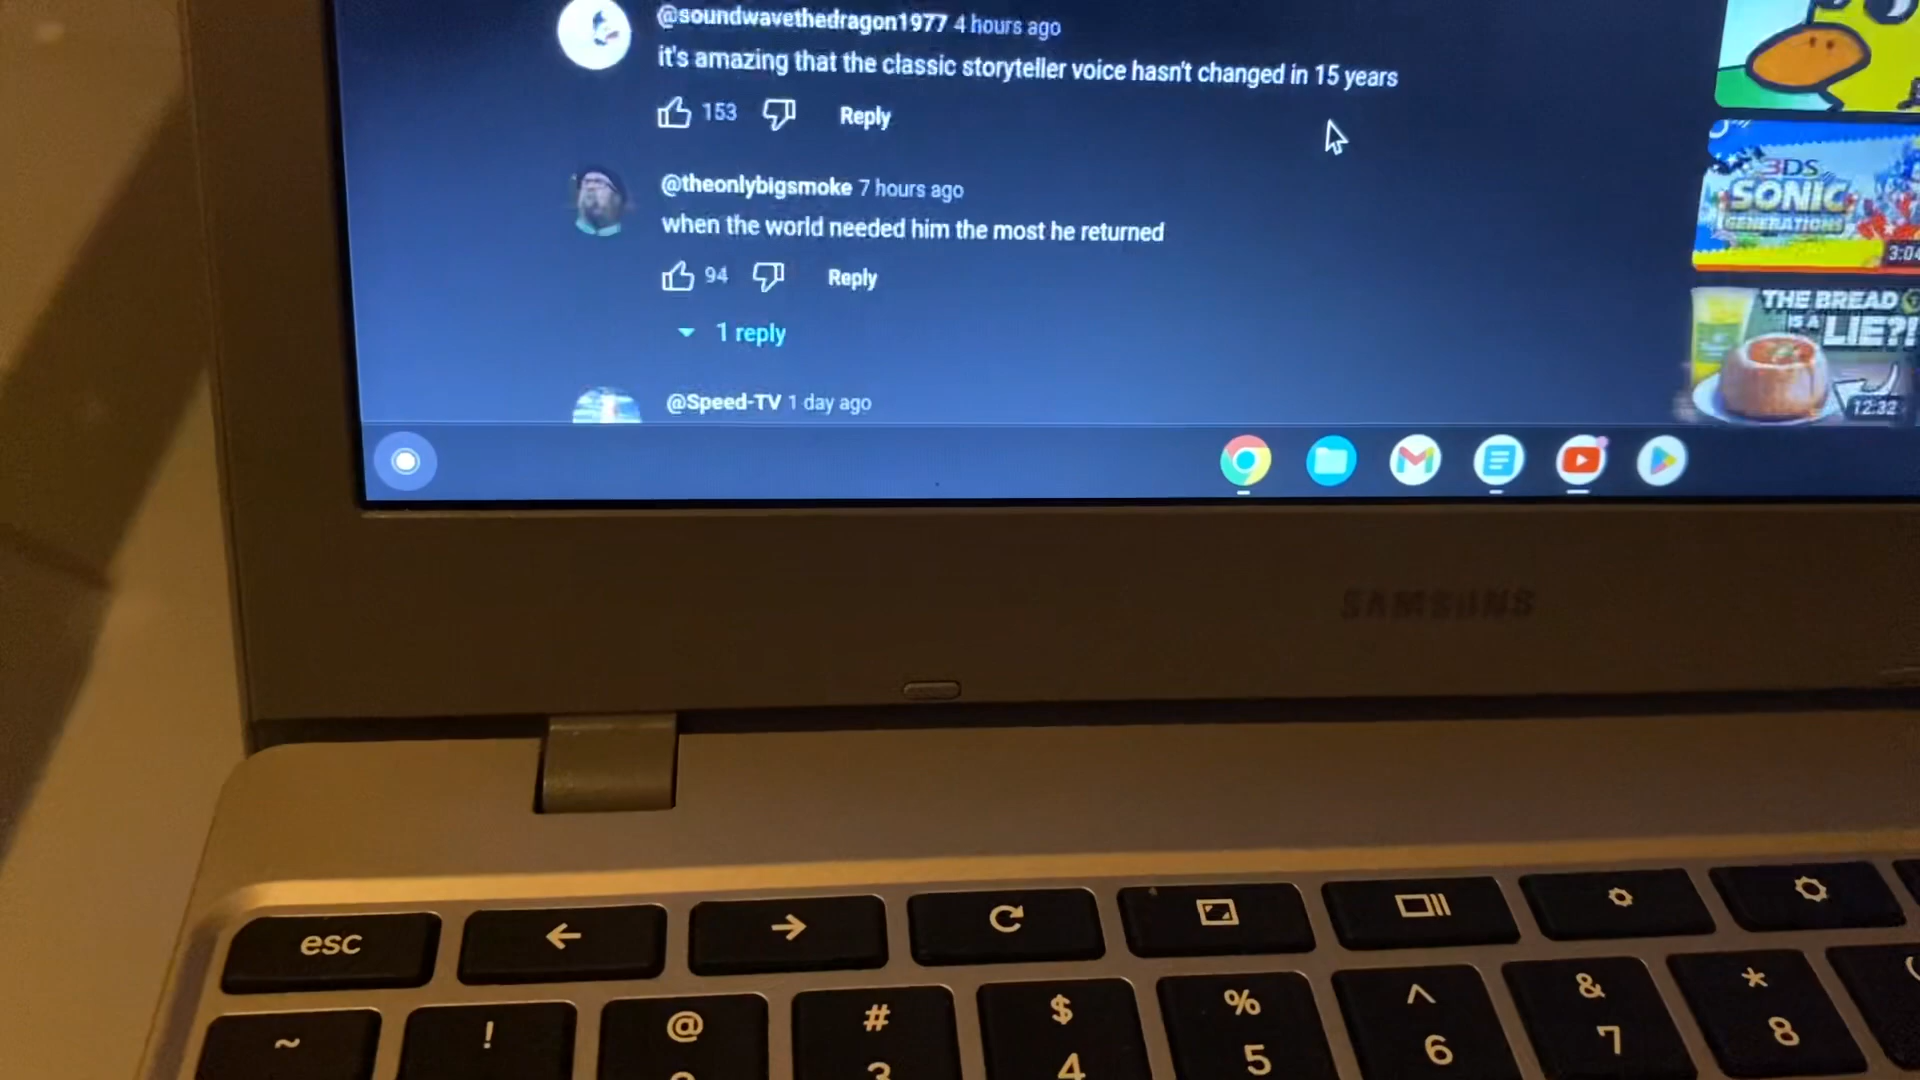 @soundwavethedragon1977 4 hours ago
it's amazing that the classic storyteller voice hasn't changed in 15 years
153
Reply
@theonlybigsmoke 7 hours ago
when the world needed him the most he returned
94
Reply
1 reply
@Speed-TV 1 day ago
3DS
SONIC
GENERATIONS
3:04
THE BREAD
IS A
LIE?!
12:32
SAMSUNG
esc
~
!
@
#
3
$
4
%
5
^
6
&
7
*
8